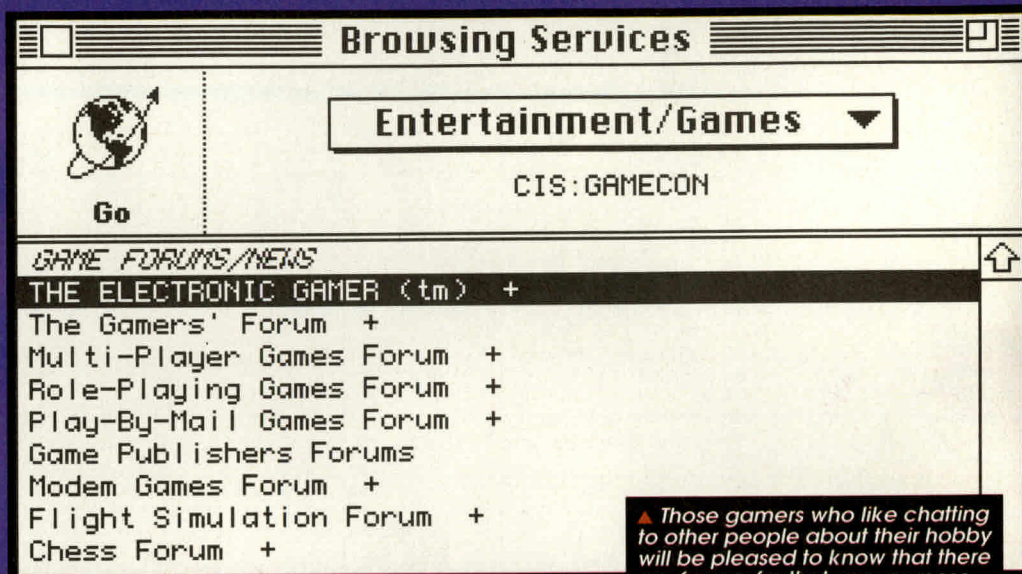 Browsing Services
Entertainment/Games
CIS:GAMECON
Go
GAME FORUMS/NEWS
THE ELECTRONIC GAMER (tm) +
The Gamers' Forum +
Multi-Player Games Forum +
Role-Playing Games Forum +
Play-By-Mail Games Forum +
Game Publishers Forums
Modem Games Forum +
Flight Simulation Forum +
Chess Forum +
Those gamers who like chatting
to other people about their hobby
will be pleased to know that there